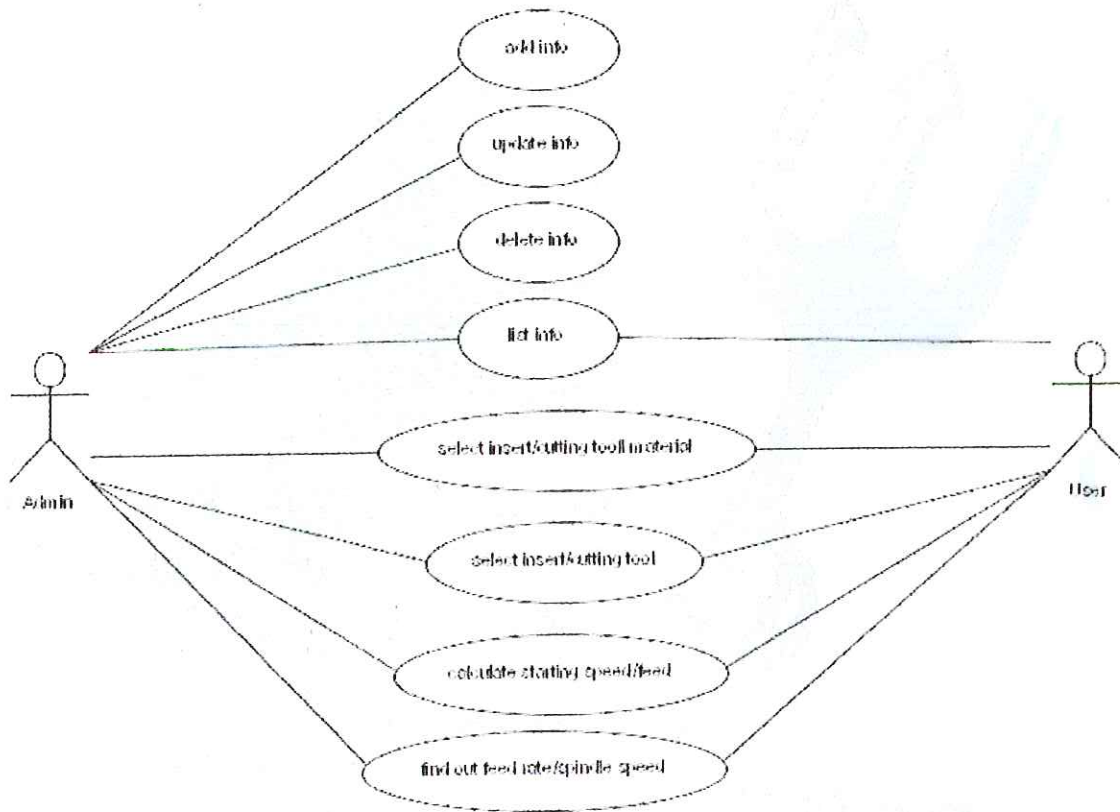 add info
update info
delete info
list info
select insert/cutting tooll material
Admin
User
select insert/cutting tool
calculate starting speed/feed
find out feed rate/spindle speed